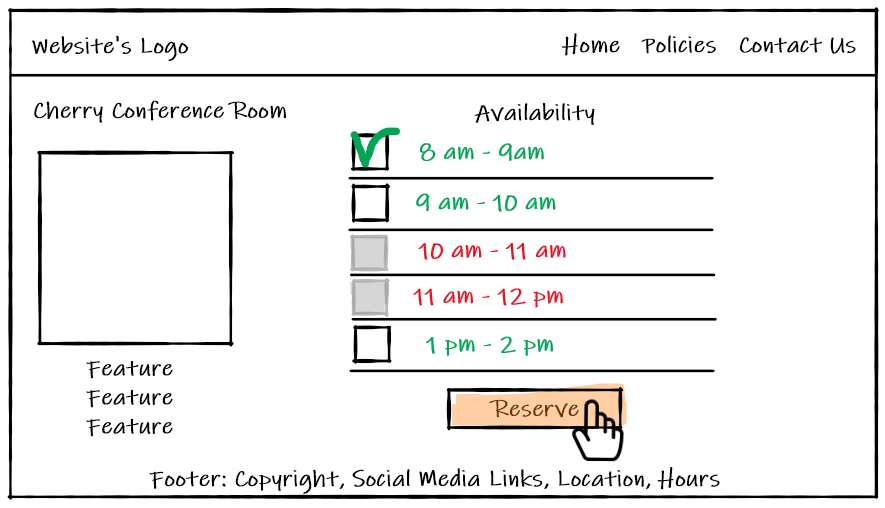 Website's Logo
Home Policies Contact Us
Cherry Conference Room
Availability
8 am - 9am
9 am - 10 am
10 am - 11 am
11 am - 12 pm
1 pm - 2 pm
Feature
Feature
Feature
Reserve
Footer: Copyright, Social Media Links, Location, Hours